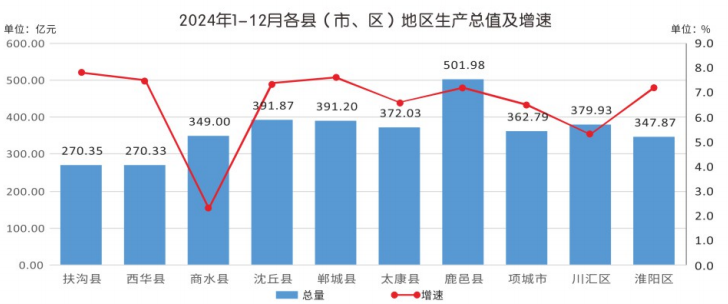 2024年1-12月各县（市、区）地区生产总值及增速
单位：亿元 单位：%
600.00 9.0
500.00 8.0
400.00 7.0
300.00 6.0
200.00 5.0
100.00 4.0
0.00 3.0
2.0
1.0
0.0
270.35 270.33 349.00 391.87 391.20 372.03 501.98 362.79 379.93 347.87
扶沟县 西华县 商水县 沈丘县 郸城县 太康县 鹿邑县 项城市 川汇区 淮阳区
总量 增速